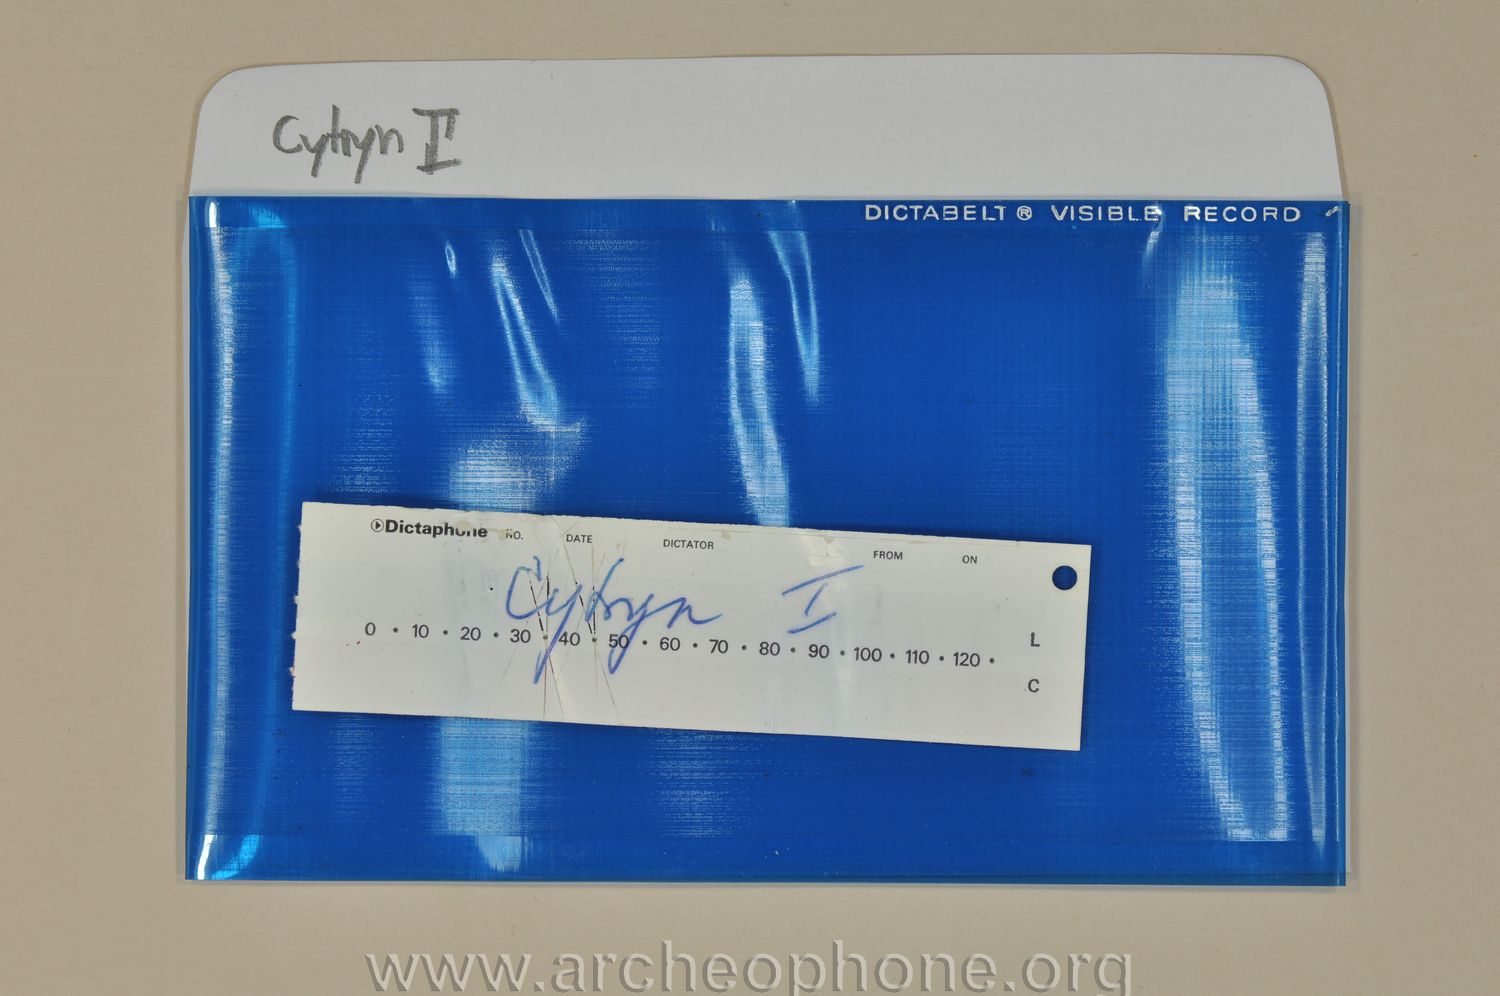 Cytryn II
DICTABELT ® VISIBLE RECORD
Dictaphone NO. DATE DICTATOR FROM ON
Cytryn I
0 • 10 • 20 • 30 • 40 • 50 • 60 • 70 • 80 • 90 • 100 • 110 • 120 •
L
C
www.archeophone.org